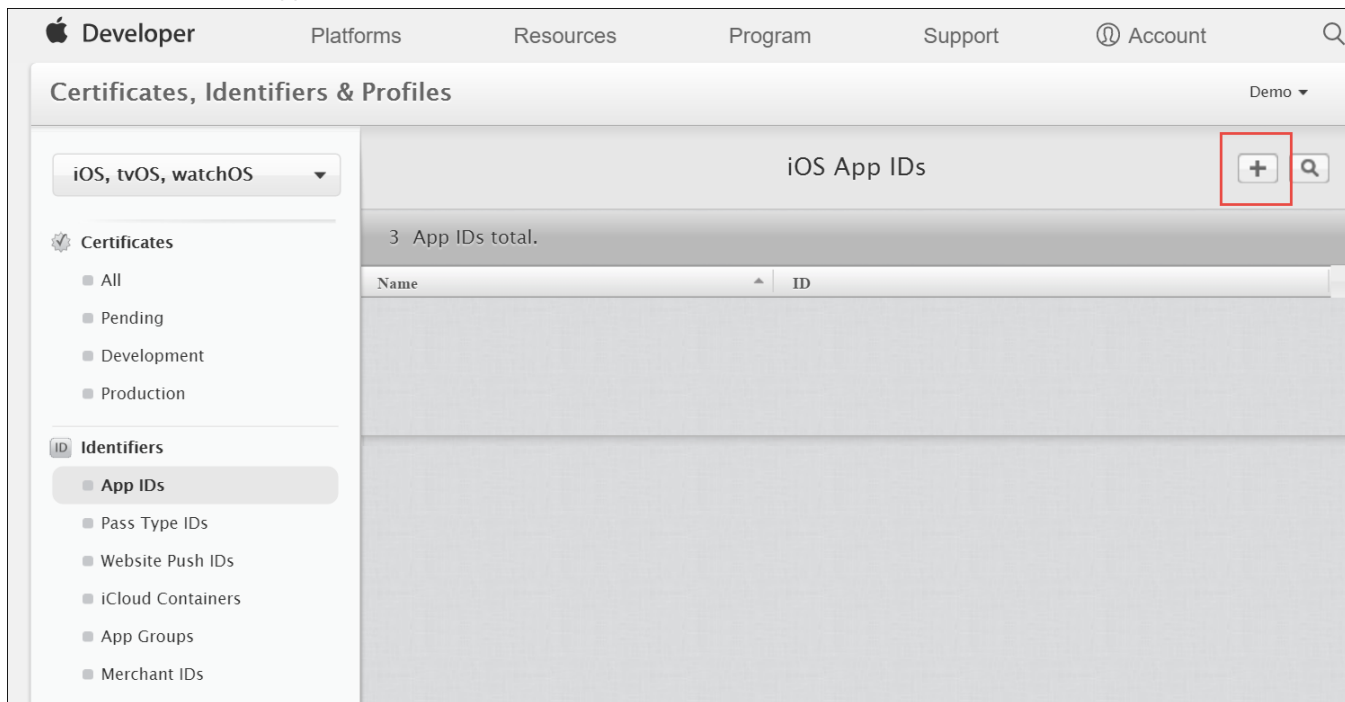 Developer Platforms Resources Program Support Account
Certificates, Identifiers & Profiles Demo
iOS, tvOS, watchOS
iOS App IDs
3 App IDs total.
Name ID
Certificates
All
Pending
Development
Production
ID Identifiers
App IDs
Pass Type IDs
Website Push IDs
iCloud Containers
App Groups
Merchant IDs